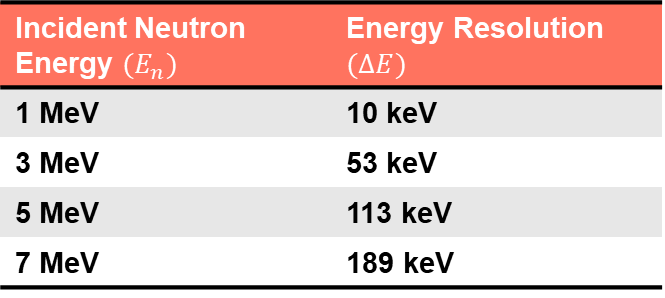 Incident Neutron Energy Resolution
Energy (Eₙ) (ΔE)
1 MeV 10 keV
3 MeV 53 keV
5 MeV 113 keV
7 MeV 189 keV